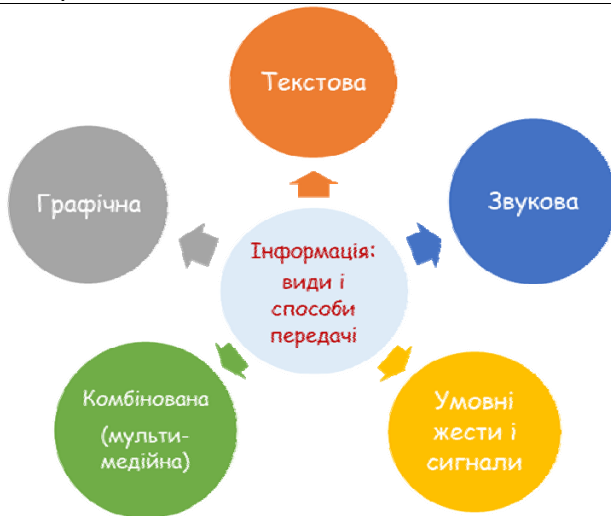 Текстова
Графічна
Звукова
Інформація:
види і
способи
передачі
Комбінована
(мульти-
медійна)
Умовні
жести і
сигнали